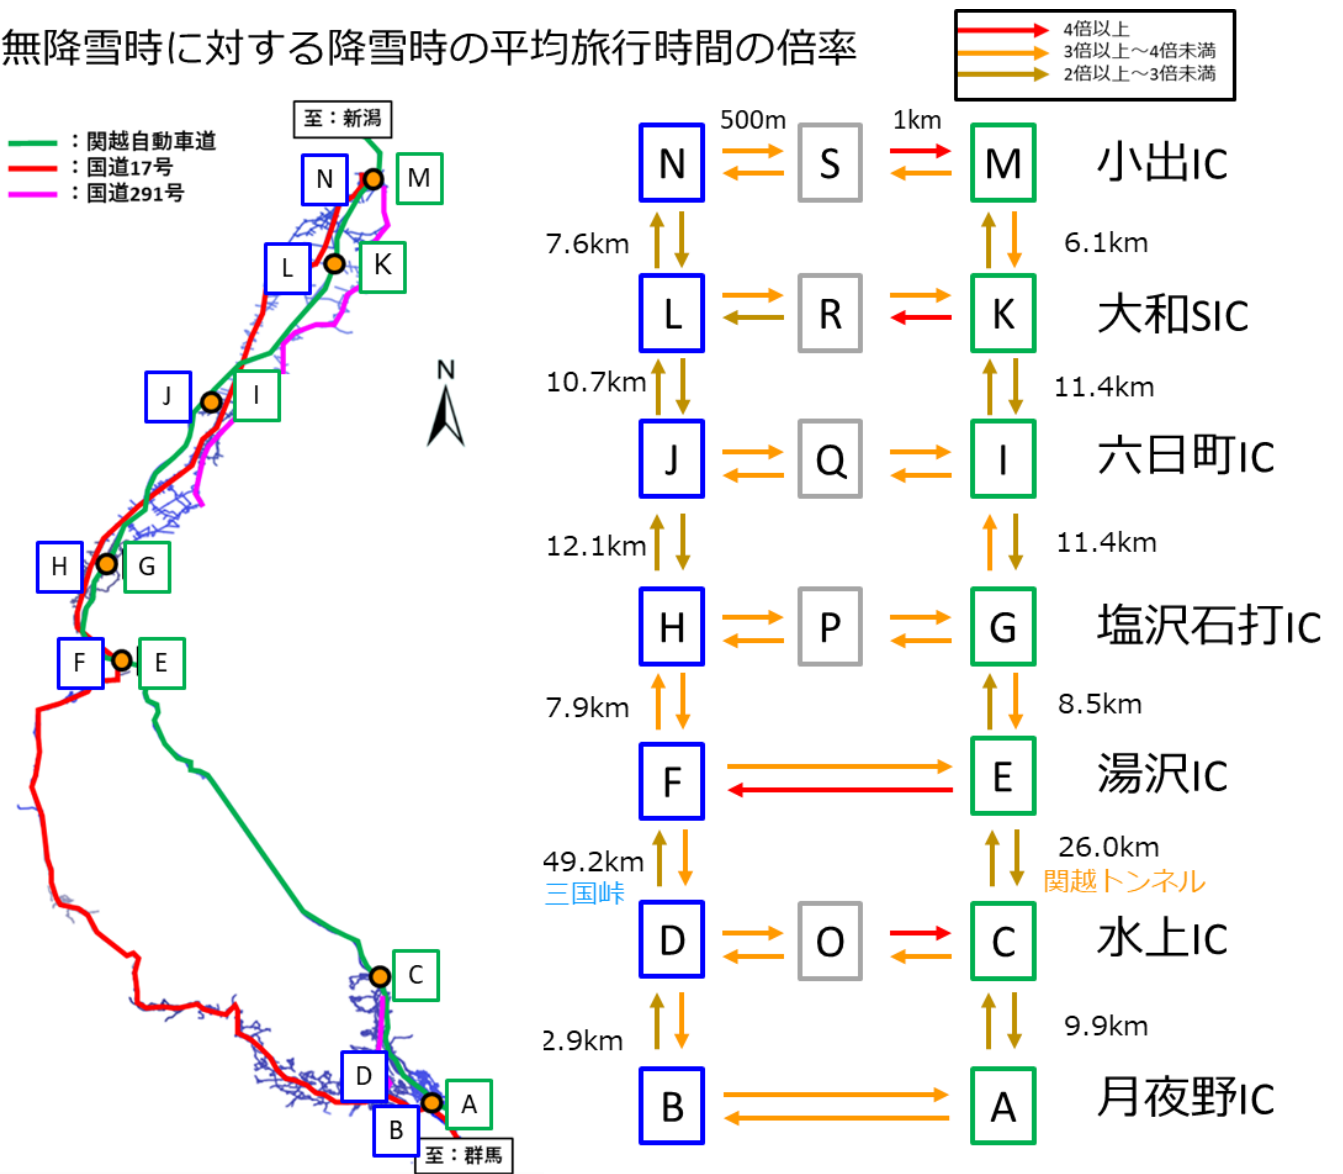 無降雪時に対する降雪時の平均旅行時間の倍率
4倍以上
3倍以上～4倍未満
2倍以上～3倍未満
至：新潟
：関越自動車道
：国道17号
：国道291号
N
M
L
K
J
I
H
G
F
E
C
D
A
B
至：群馬
N
500m
1km
N
S
M
小出IC
7.6km
6.1km
L
R
K
大和SIC
10.7km
11.4km
J
Q
I
六日町IC
12.1km
11.4km
H
P
G
塩沢石打IC
7.9km
8.5km
F
E
湯沢IC
49.2km
三国峠
26.0km
関越トンネル
D
O
C
水上IC
2.9km
9.9km
B
A
月夜野IC